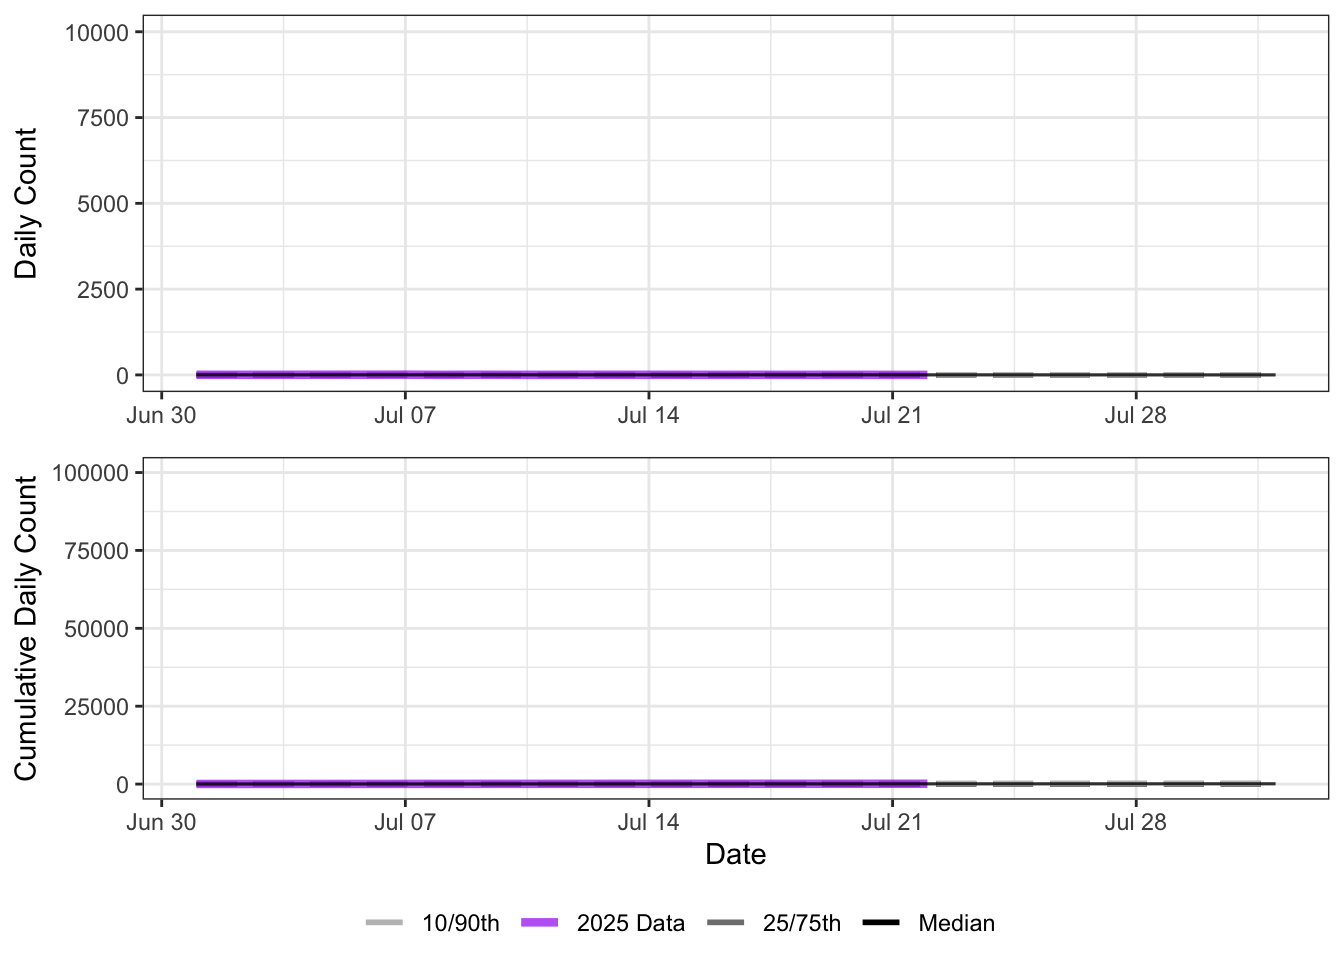 Daily Count
10000
7500
5000
2500
0
Jun 30 Jul 07 Jul 14 Jul 21 Jul 28
Cumulative Daily Count
100000
75000
50000
25000
0
Jun 30 Jul 07 Jul 14 Jul 21 Jul 28
Date
10/90th 2025 Data 25/75th Median